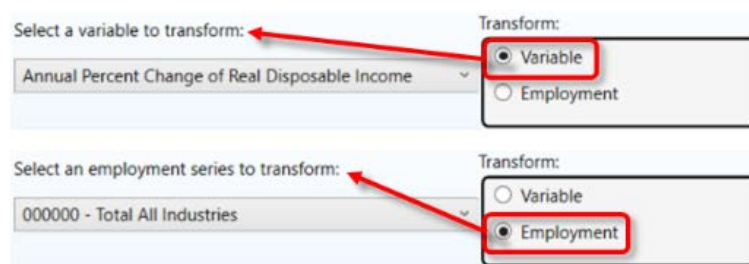 Select a variable to transform:
Transform:
Variable
Annual Percent Change of Real Disposable Income
Employment
Select an employment series to transform:
Transform:
Variable
000000 - Total All Industries
Employment